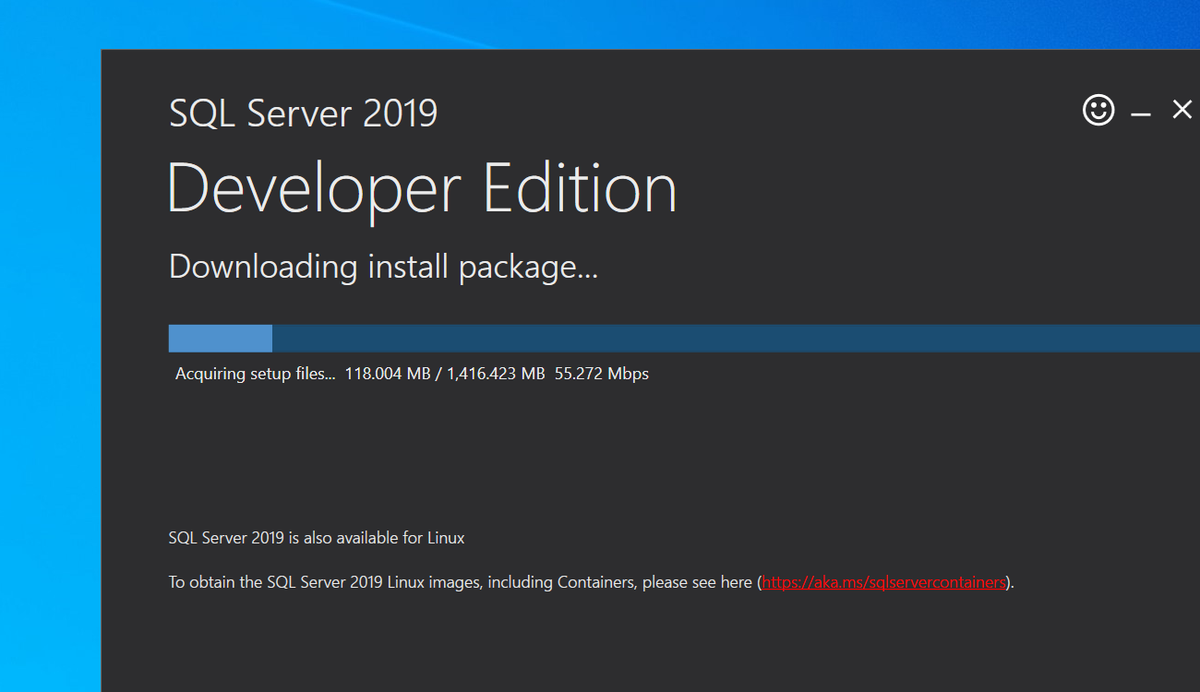 SQL Server 2019
Developer Edition
Downloading install package...
Acquiring setup files... 118.004 MB / 1,416.423 MB 55.272 Mbps
SQL Server 2019 is also available for Linux
To obtain the SQL Server 2019 Linux images, including Containers, please see here (https://aka.ms/sqlservercontainers).